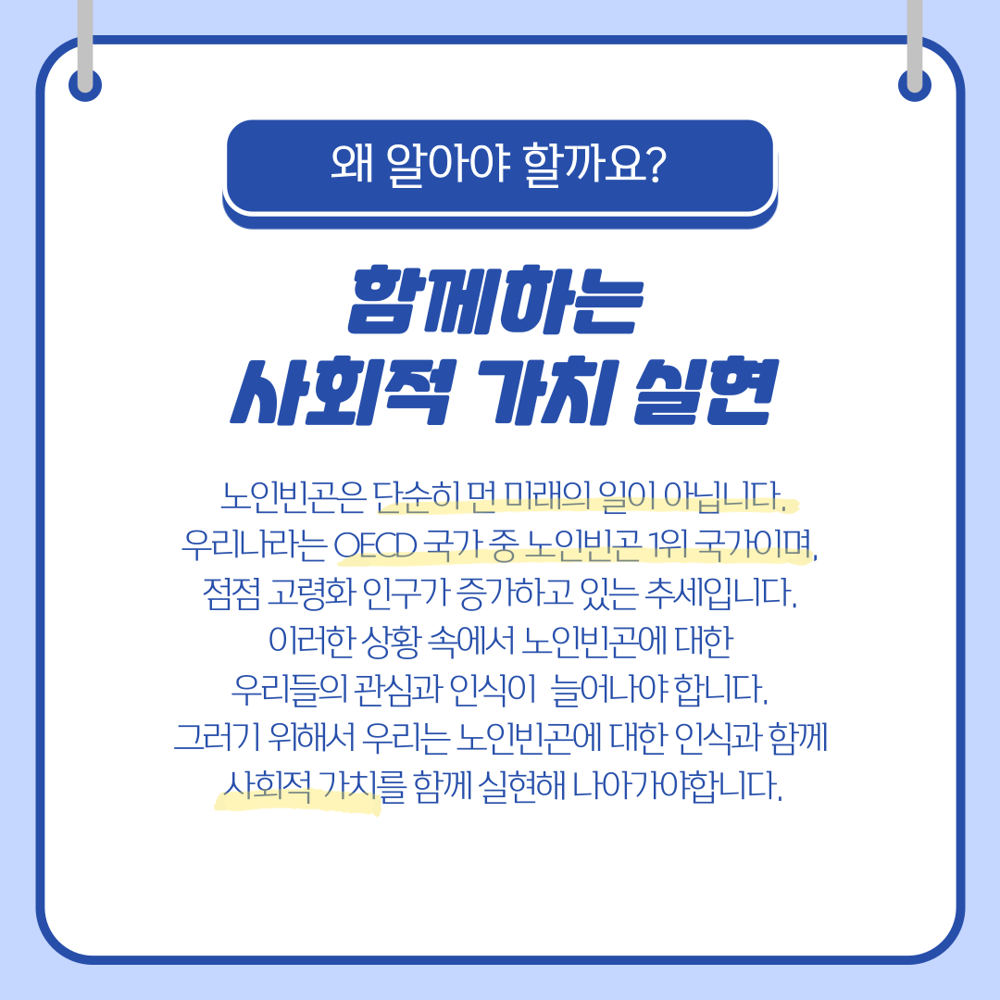 왜 알아야 할까요?
함께하는
사회적 가치 실현
노인빈곤은 단순히 먼 미래의 일이 아닙니다.
우리나라는 OECD 국가 중 노인빈곤 1위 국가이며,
점점 고령화 인구가 증가하고 있는 추세입니다.
이러한 상황 속에서 노인빈곤에 대한
우리들의 관심과 인식이 늘어나야 합니다.
그러기 위해서 우리는 노인빈곤에 대한 인식과 함께
사회적 가치를 함께 실현해 나아가야합니다.